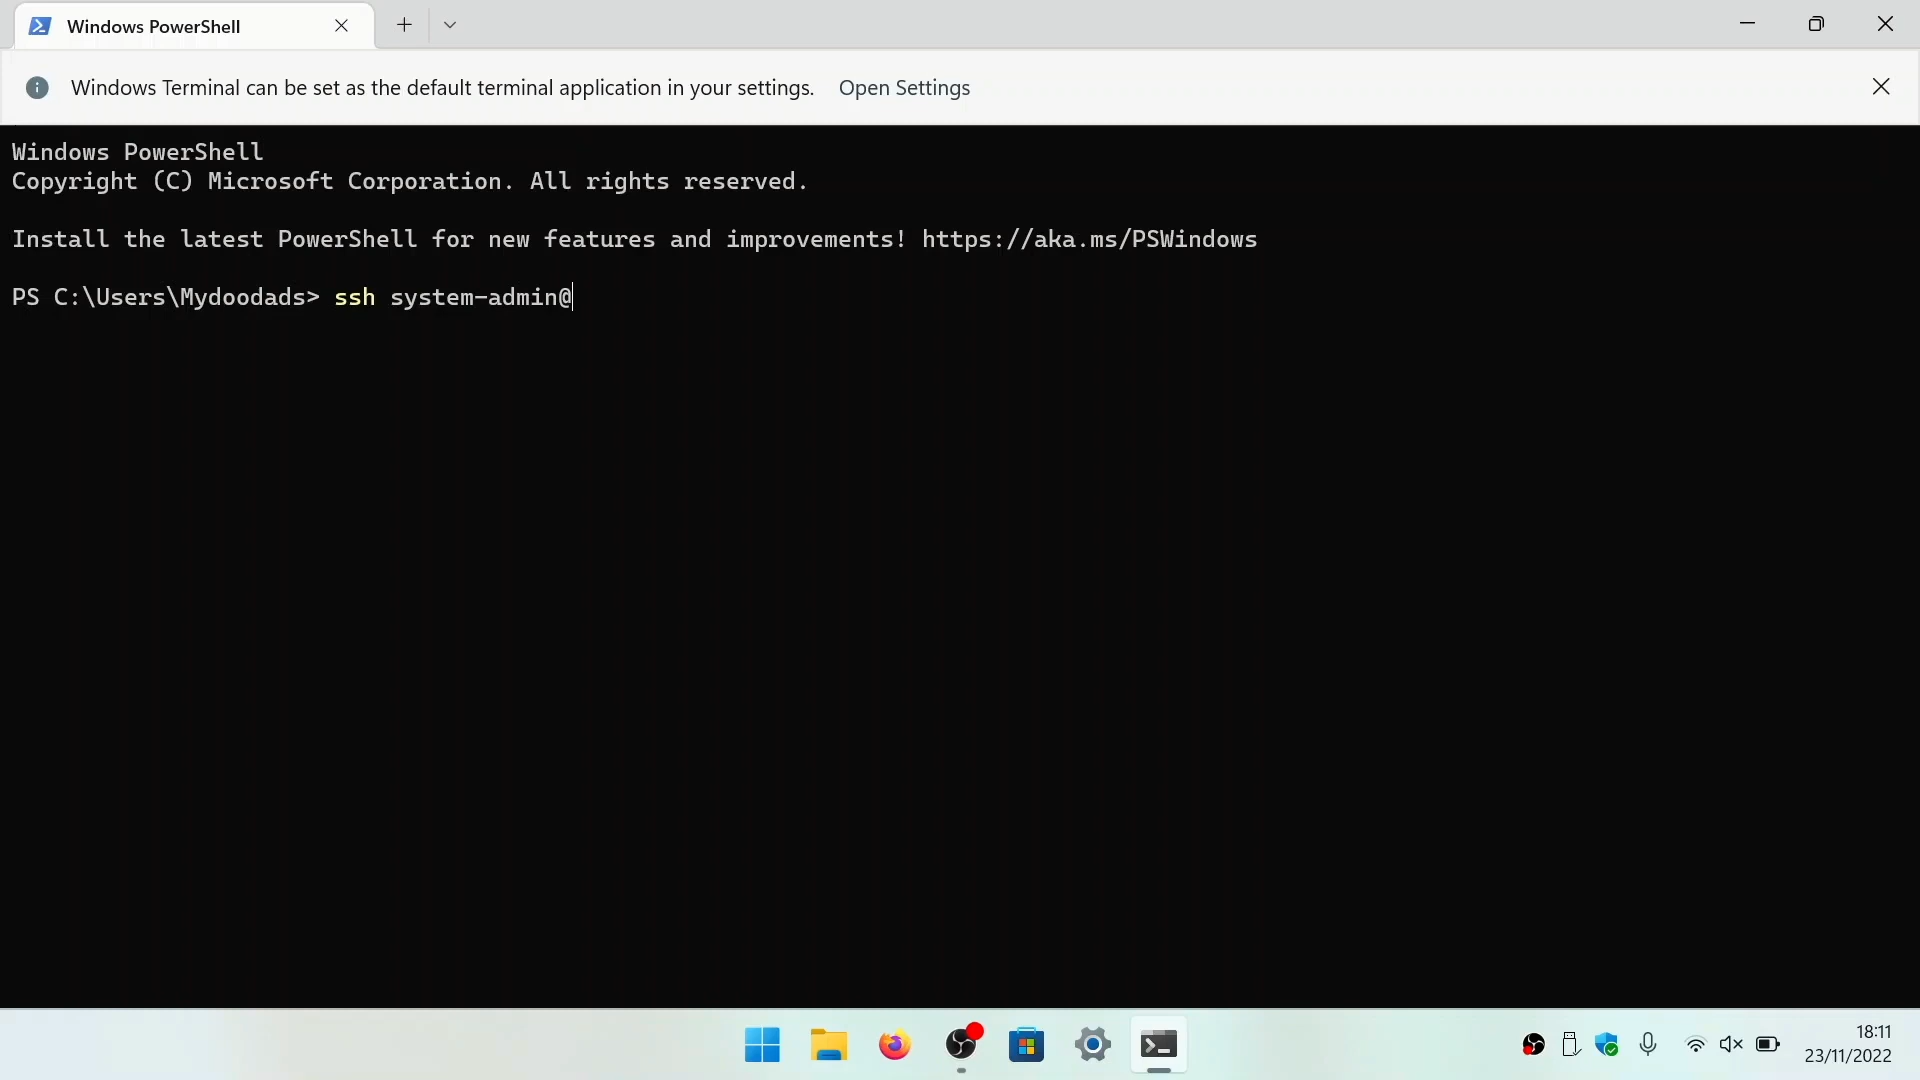 Windows PowerShell
Windows Terminal can be set as the default terminal application in your settings. Open Settings
Windows PowerShell
Copyright (C) Microsoft Corporation. All rights reserved.
Install the latest PowerShell for new features and improvements! https://aka.ms/PSWindows
PS C:\Users\Mydoodads> ssh system-admin@
18:11
23/11/2022